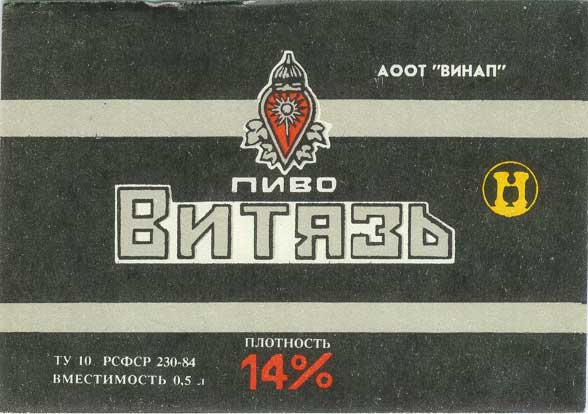 АООТ "ВИНАП"
ПИВО
Витязь
Н
ПЛОТНОСТЬ
14%
ТУ 10 РСФСР 230-84
ВМЕСТИМОСТЬ 0,5 л